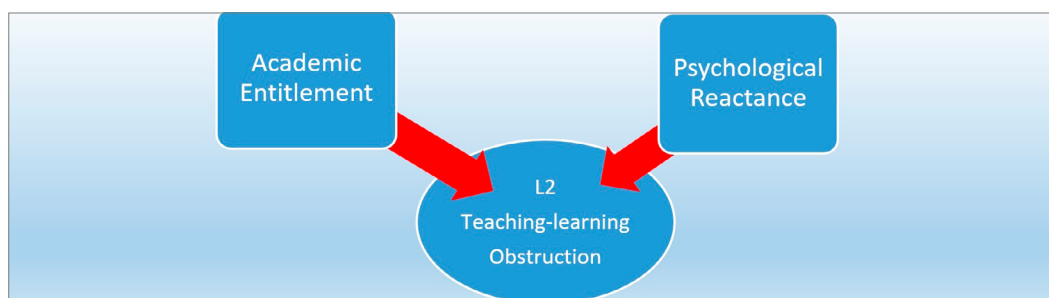 Academic
Entitlement
Psychological
Reactance
L2
Teaching-learning
Obstruction